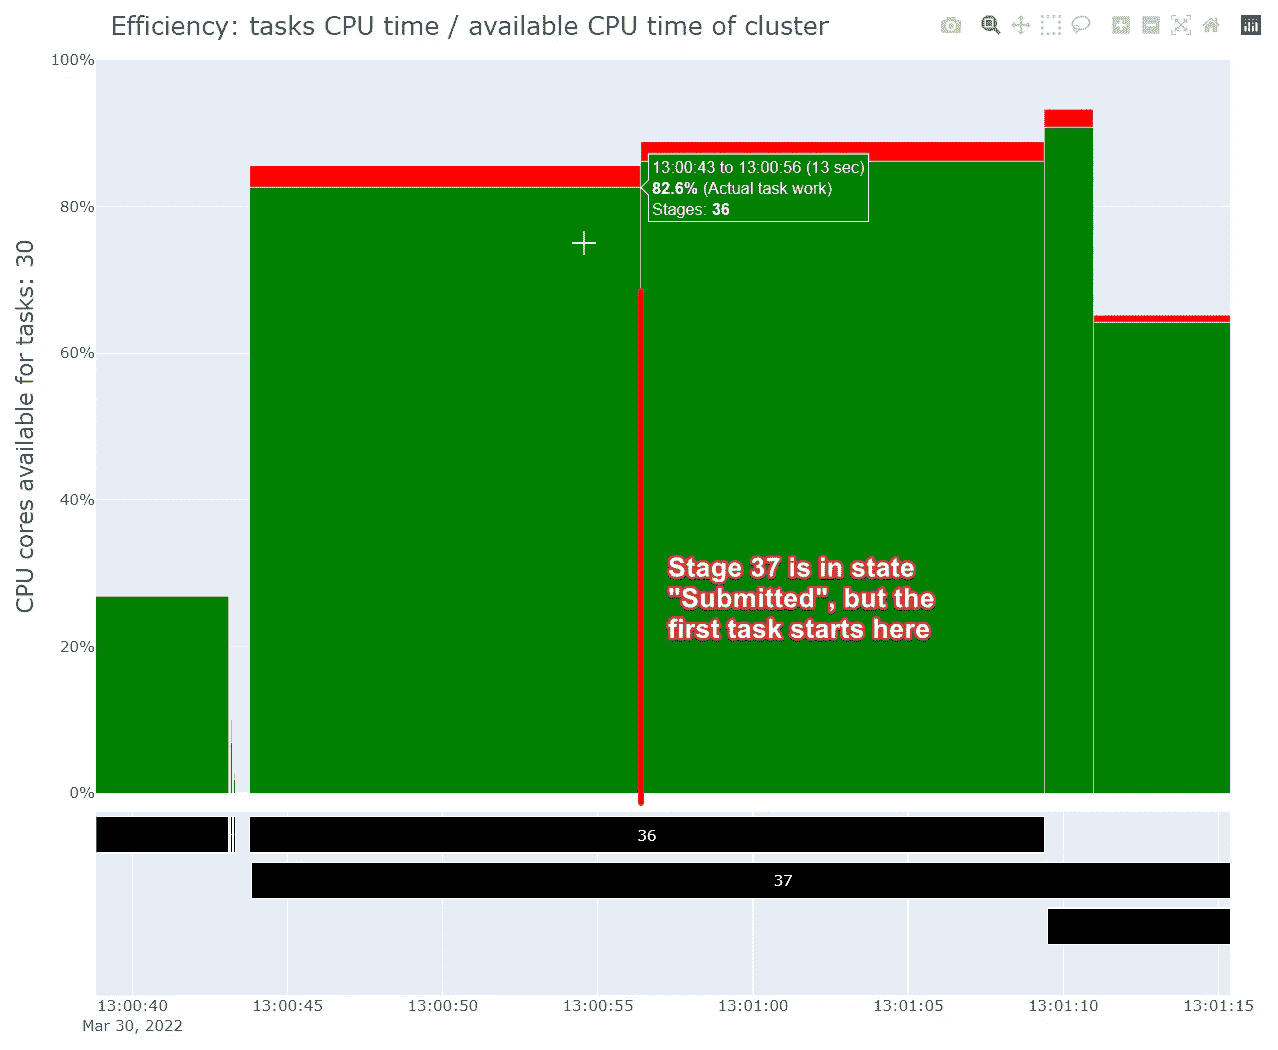 Efficiency: tasks CPU time / available CPU time of cluster
100%
80%
60%
40%
20%
0%
CPU cores available for tasks: 30
13:00:43 to 13:00:56 (13 sec)
82.6% (Actual task work)
Stages: 36
Stage 37 is in state
"Submitted", but the
first task starts here
36
37
13:00:40
13:00:45
13:00:50
13:00:55
13:01:00
13:01:05
13:01:10
13:01:15
Mar 30, 2022